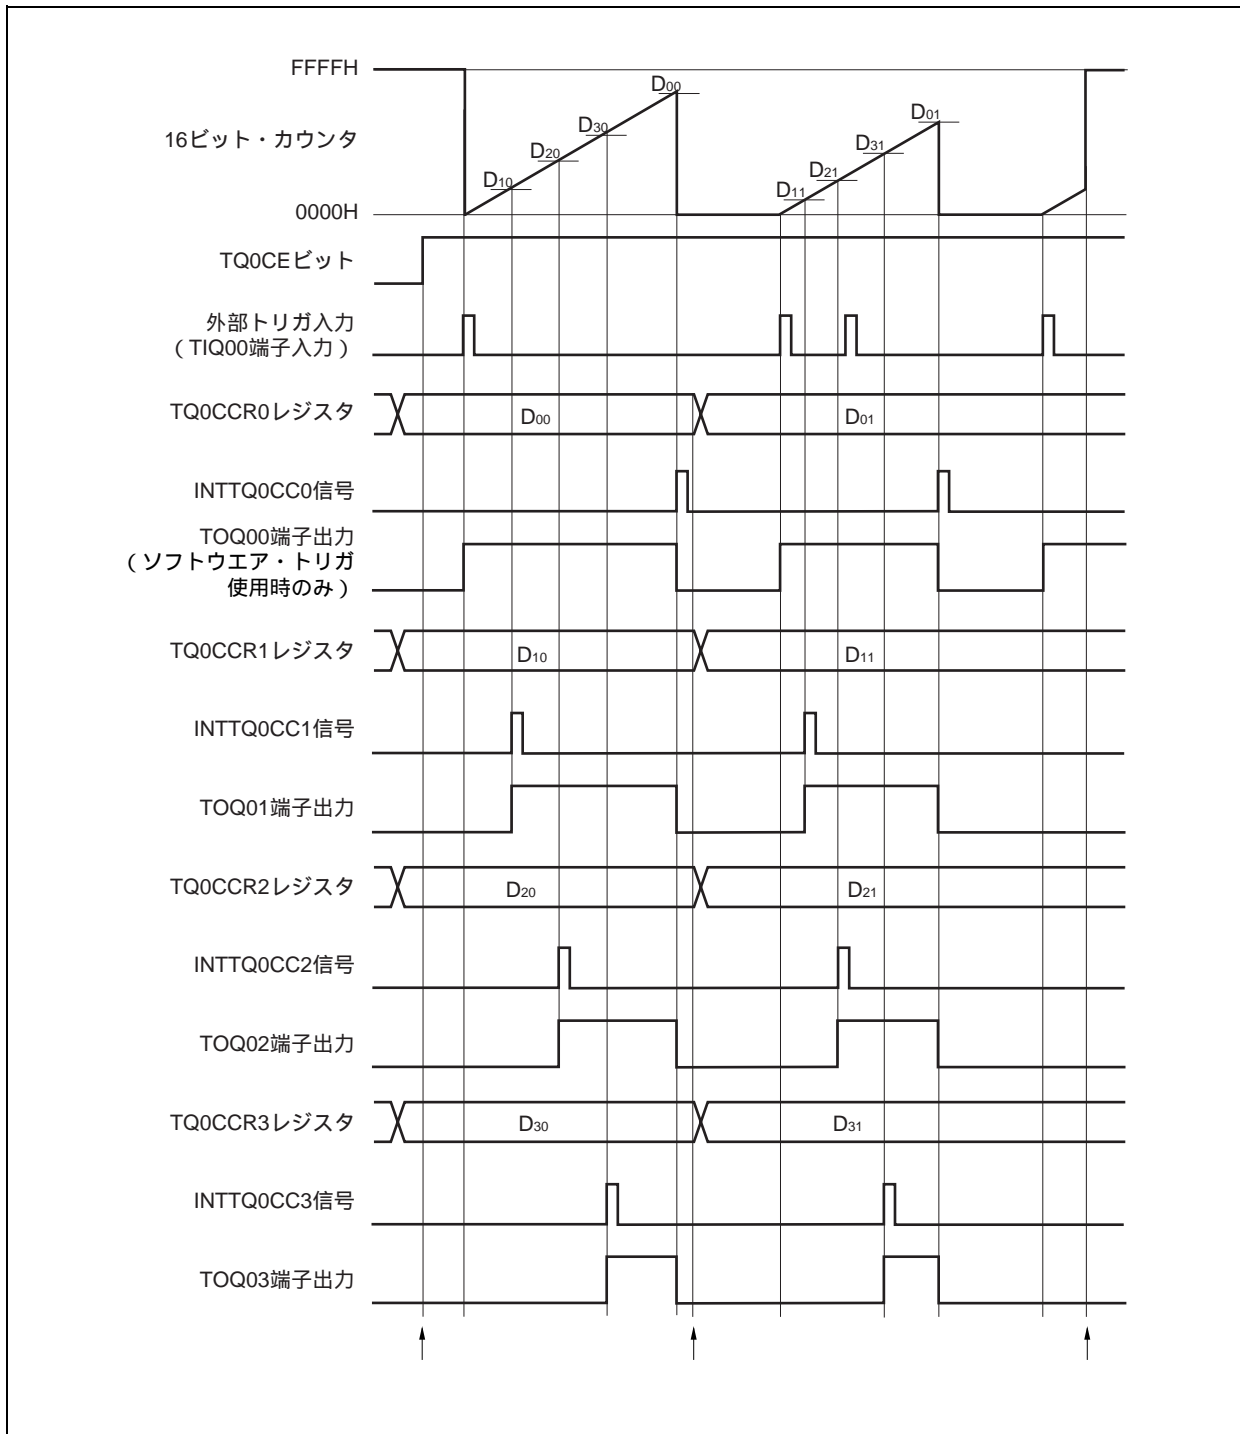 FFFFH
D00
D01
D30
D31
16ビット・カウンタ
D20
D21
D10
D11
0000H
TQ0CEビット
外部トリガ入力
（TIQ00端子入力）
TQ0CCR0レジスタ
D00
D01
INTTQ0CC0信号
TOQ00端子出力
（ソフトウエア・トリガ
使用時のみ）
TQ0CCR1レジスタ
D10
D11
INTTQ0CC1信号
TOQ01端子出力
TQ0CCR2レジスタ
D20
D21
INTTQ0CC2信号
TOQ02端子出力
TQ0CCR3レジスタ
D30
D31
INTTQ0CC3信号
TOQ03端子出力